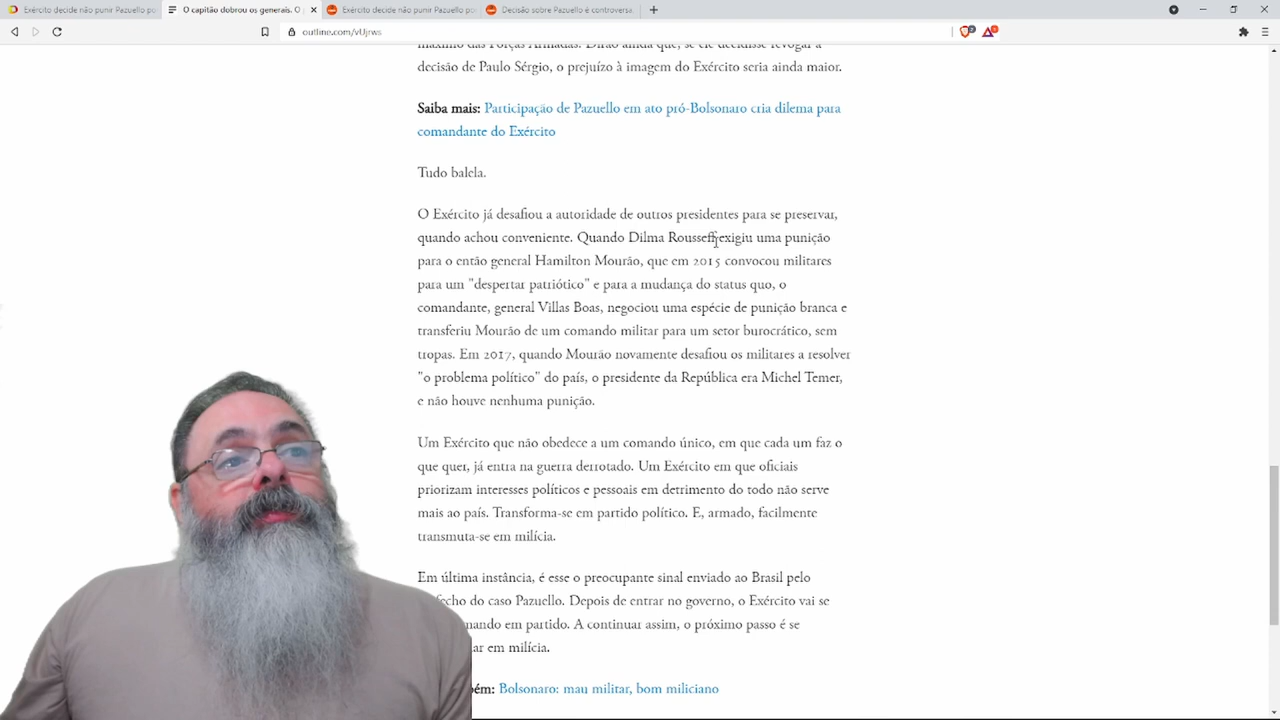 Exército decide não punir Pazuello po
O capitão dobrou os generais. O
Exército decide não punir Pazuello po
Decisão sobre Pazuello é controversa
outline.com/vUjrws
máximo das Forças Armadas. Dirão ainda que, se ele decidisse revogar a
decisão de Paulo Sérgio, o prejuízo à imagem do Exército seria ainda maior.
Saiba mais: Participação de Pazuello em ato pró-Bolsonaro cria dilema para
comandante do Exército
Tudo balela.
O Exército já desafiou a autoridade de outros presidentes para se preservar,
quando achou conveniente. Quando Dilma Rousseff exigiu uma punição
para o então general Hamilton Mourão, que em 2015 convocou militares
para um "despertar patriótico" e para a mudança do status quo, o
comandante, general Villas Boas, negociou uma espécie de punição branca e
transferiu Mourão de um comando militar para um setor burocrático, sem
tropas. Em 2017, quando Mourão novamente desafiou os militares a resolver
"o problema político" do país, o presidente da República era Michel Temer,
e não houve nenhuma punição.
Um Exército que não obedece a um comando único, em que cada um faz o
que quer, já entra na guerra derrotado. Um Exército em que oficiais
priorizam interesses políticos e pessoais em detrimento do todo não serve
mais ao país. Transforma-se em partido político. E, armado, facilmente
transmuta-se em milícia.
Em última instância, é esse o preocupante sinal enviado ao Brasil pelo
fecho do caso Pazuello. Depois de entrar no governo, o Exército vai se
mando em partido. A continuar assim, o próximo passo é se
ar em milícia.
bém: Bolsonaro: mau militar, bom miliciano